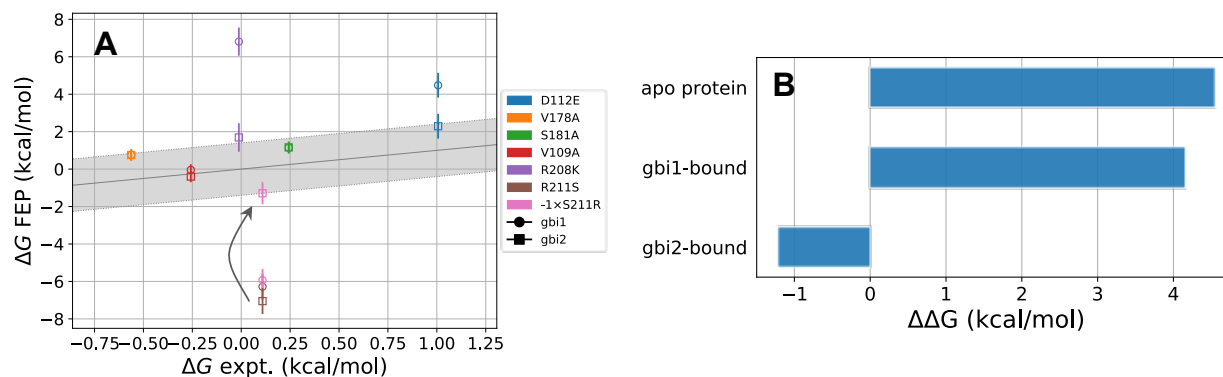 A
8
6
4
2
0
−2
−4
−6
−8
ΔG FEP (kcal/mol)
−0.75 −0.50 −0.25 0.00 0.25 0.50 0.75 1.00 1.25
ΔG expt. (kcal/mol)
D112E
V178A
S181A
V109A
R208K
R211S
-1×S211R
gbi1
gbi2
B
apo protein
gbi1-bound
gbi2-bound
−1 0 1 2 3 4
ΔΔG (kcal/mol)